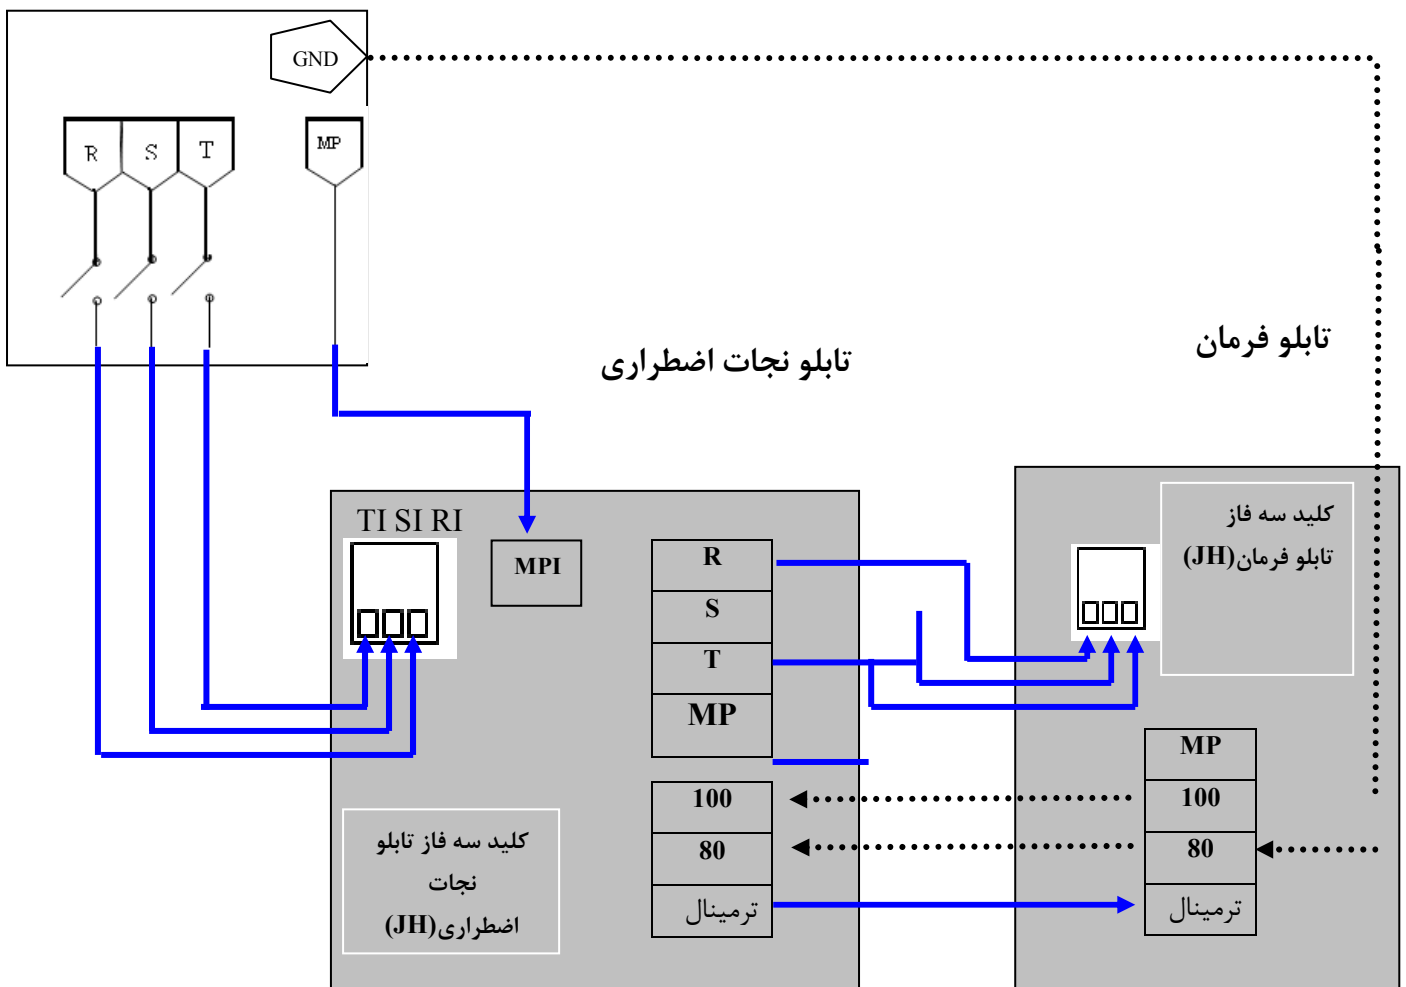 GND
R S T
MP
تابلو فرمان
تابلو نجات اضطراری
TI SI RI
MPI
R
S
T
MP
100
80
ترمینال
کلید سه فاز تابلو
نجات
اضطراری(JH)
کلید سه فاز
تابلو فرمان(JH)
MP
100
80
ترمینال